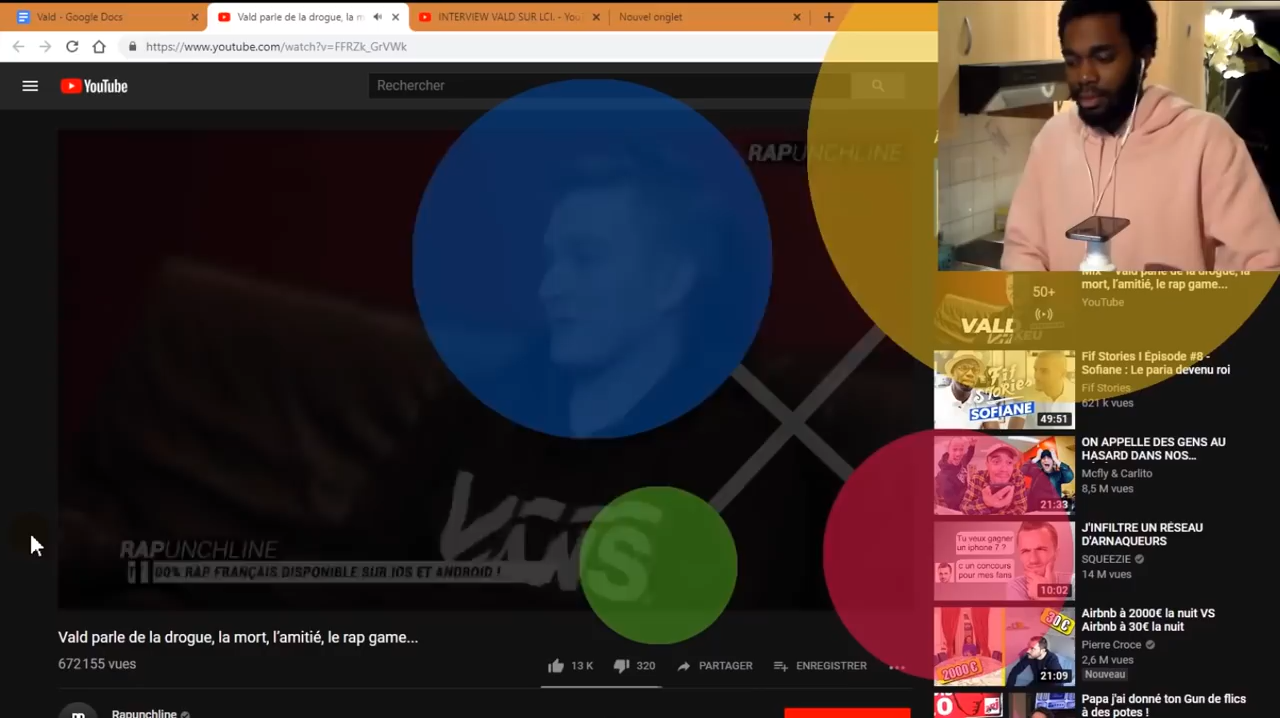 Vald - Google Docs
Vald parle de la drogue, la m
INTERVIEW VALD SUR LCI. - You
Nouvel onglet
https://www.youtube.com/watch?v=FFRZk_GrVWk
YouTube
Rechercher
RAPUNCHLINE
RAPUNCHLINE
100% RAP FRANÇAIS DISPONIBLE SUR IOS ET ANDROID !
Vald parle de la drogue, la mort, l'amitié, le rap game...
672 155 vues
13 K
320
PARTAGER
ENREGISTRER
Rapunchline
50+
VALD
Mix - Vald parle de la drogue, la
mort, l'amitié, le rap game...
YouTube
Fif
STORIES
SOFIANE
49:51
Fif Stories I Épisode #8 -
Sofiane : Le paria devenu roi
Fif Stories
621 k vues
21:33
ON APPELLE DES GENS AU
HASARD DANS NOS...
Mcfly & Carlito
8,5 M vues
Tu veux gagner
un iphone 7 ?
c un concours
pour mes fans
10:02
J'INFILTRE UN RÉSEAU
D'ARNAQUEURS
SQUEEZIE
14 M vues
30€
2000€
21:09
Airbnb à 2000€ la nuit VS
Airbnb à 30€ la nuit
Pierre Croce
2,6 M vues
Nouveau
Papa j'ai donné ton Gun de flics
à des potes !